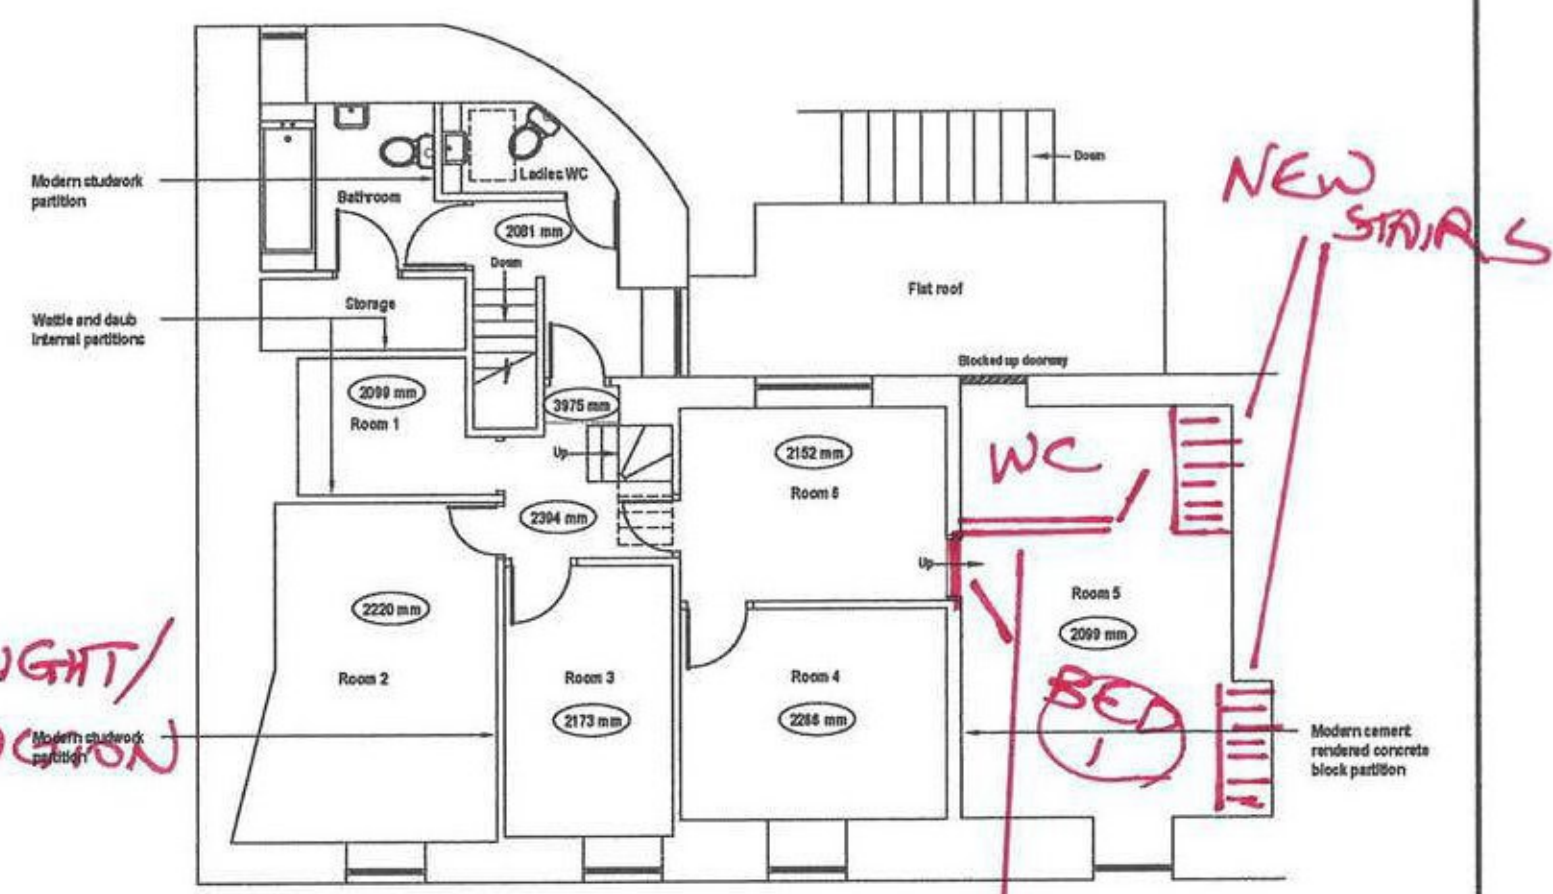 Modern studwork
partition
Bathroom
Ladies WC
2081 mm
Down
Down
NEW
STAIRS
Wattle and daub
internal partitions
Storage
Flat roof
Blocked up doorway
2099 mm
Room 1
3975 mm
Up
2394 mm
2152 mm
Room 6
WC
Up
Room 5
2099 mm
2220 mm
Room 2
Room 3
2173 mm
Room 4
2266 mm
BED
1
Modern studwork
partition
Modern cement
rendered concrete
block partition